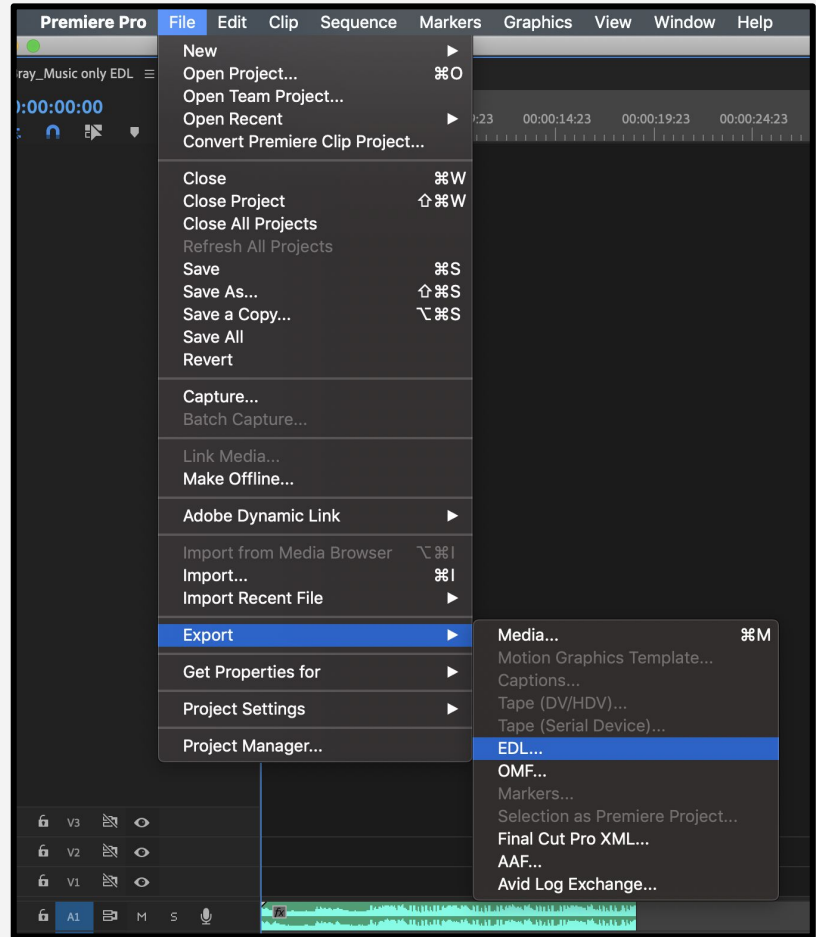 Premiere Pro File Edit Clip Sequence Markers Graphics View Window Help
ray_Music only EDL
:00:00:00
:23 00:00:14:23 00:00:19:23 00:00:24:23
New
Open Project... ⌘O
Open Team Project...
Open Recent
Convert Premiere Clip Project...
Close ⌘W
Close Project ⇧⌘W
Close All Projects
Refresh All Projects
Save ⌘S
Save As... ⇧⌘S
Save a Copy... ⌥⌘S
Save All
Revert
Capture...
Batch Capture...
Link Media...
Make Offline...
Adobe Dynamic Link
Import from Media Browser ⌥⌘I
Import... ⌘I
Import Recent File
Export
Get Properties for
Project Settings
Project Manager...
Media... ⌘M
Motion Graphics Template...
Captions...
Tape (DV/HDV)...
Tape (Serial Device)...
EDL...
OMF...
Markers...
Selection as Premiere Project...
Final Cut Pro XML...
AAF...
Avid Log Exchange...
V3
V2
V1
A1 M S fx